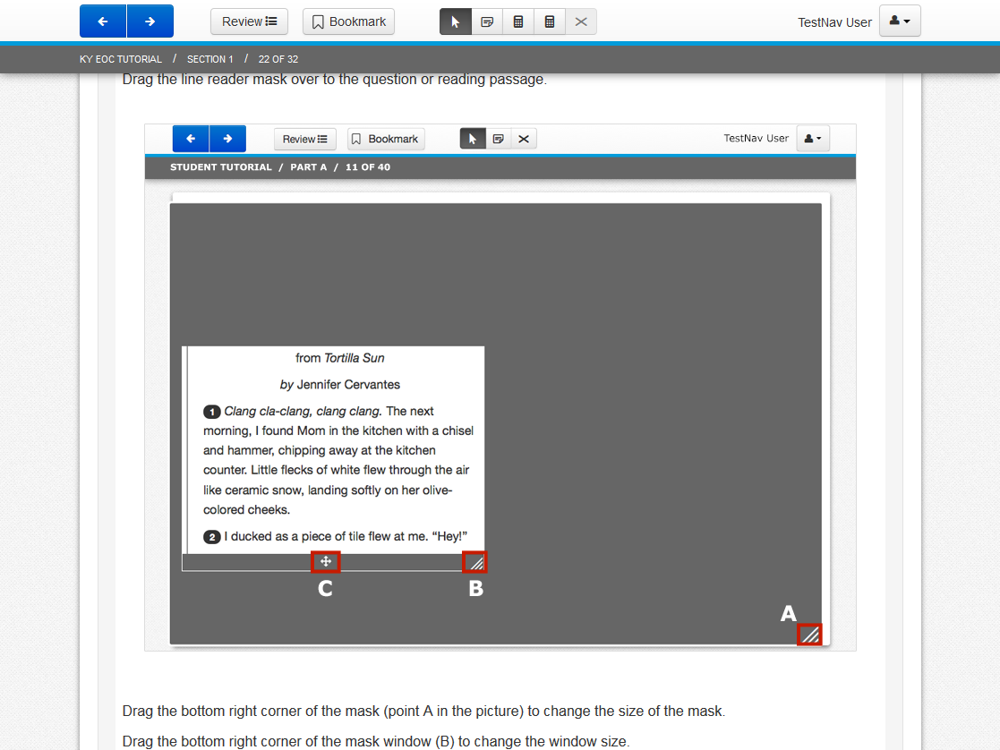 Review
Bookmark
TestNav User
KY EOC TUTORIAL / SECTION 1 / 22 OF 32
Drag the line reader mask over to the question or reading passage.
Review
Bookmark
TestNav User
STUDENT TUTORIAL / PART A / 11 OF 40
from Tortilla Sun
by Jennifer Cervantes
1 Clang cla-clang, clang clang. The next
morning, I found Mom in the kitchen with a chisel
and hammer, chipping away at the kitchen
counter. Little flecks of white flew through the air
like ceramic snow, landing softly on her olive-
colored cheeks.
2 I ducked as a piece of tile flew at me. “Hey!”
C
B
A
Drag the bottom right corner of the mask (point A in the picture) to change the size of the mask.
Drag the bottom right corner of the mask window (B) to change the window size.